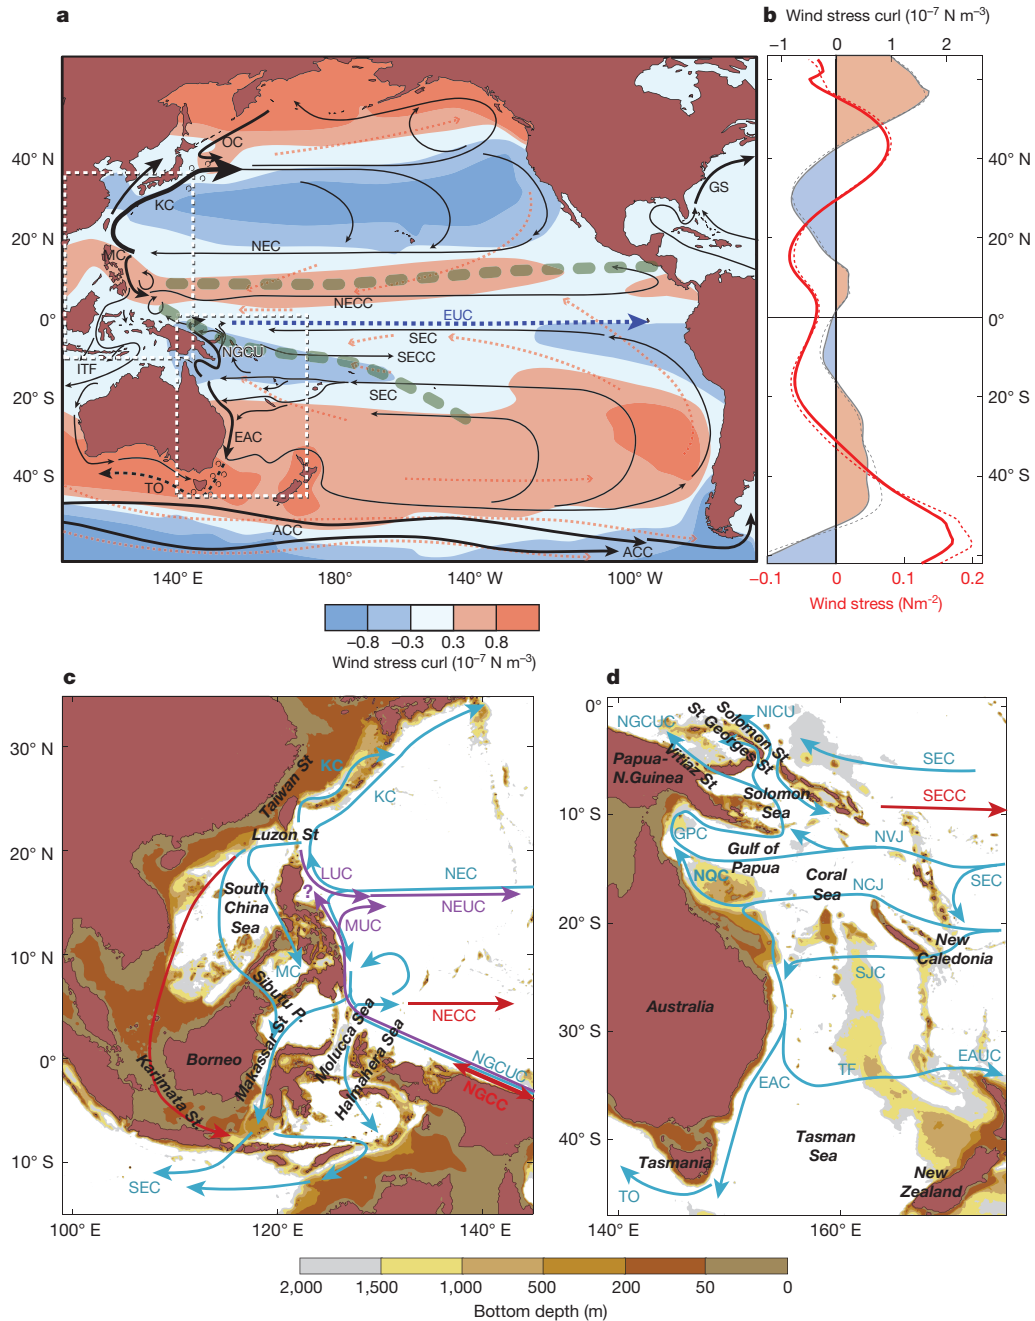 a
OC
KC
GS
MC
NEC
NECC
EUC
SEC
NGCU
SECC
ITF
SEC
EAC
TO
ACC
ACC
40° N
20° N
0°
20° S
40° S
140° E
180°
140° W
100° W
−0.8
−0.3
0.3
0.8
Wind stress curl (10⁻⁷ N m⁻³)
b
Wind stress curl (10⁻⁷ N m⁻³)
−1
0
1
2
40° N
20° N
0°
20° S
40° S
−0.1
0
0.1
0.2
Wind stress (Nm⁻²)
c
30° N
20° N
10° N
0°
10° S
100° E
120° E
140° E
Taiwan St
KC
KC
Luzon St
LUC
NEC
?
NEUC
South
China
Sea
MUC
MC
Sibutu P.
NECC
Makassar St
Molucca Sea
Halmahera Sea
Borneo
NGCUC
NGCC
Karimata St
SEC
d
0°
10° S
20° S
30° S
40° S
140° E
160° E
NGCUC
St Georges St
Solomon St
NICU
SEC
Papua-
N.Guinea
Vitiaz St
Solomon
Sea
SECC
GPC
NVJ
Gulf of
Papua
NQC
Coral
Sea
NCJ
SEC
New
Caledonia
SJC
Australia
EAC
TF
EAUC
Tasman
Sea
Tasmania
TO
New
Zealand
2,000
1,500
1,000
500
200
50
0
Bottom depth (m)